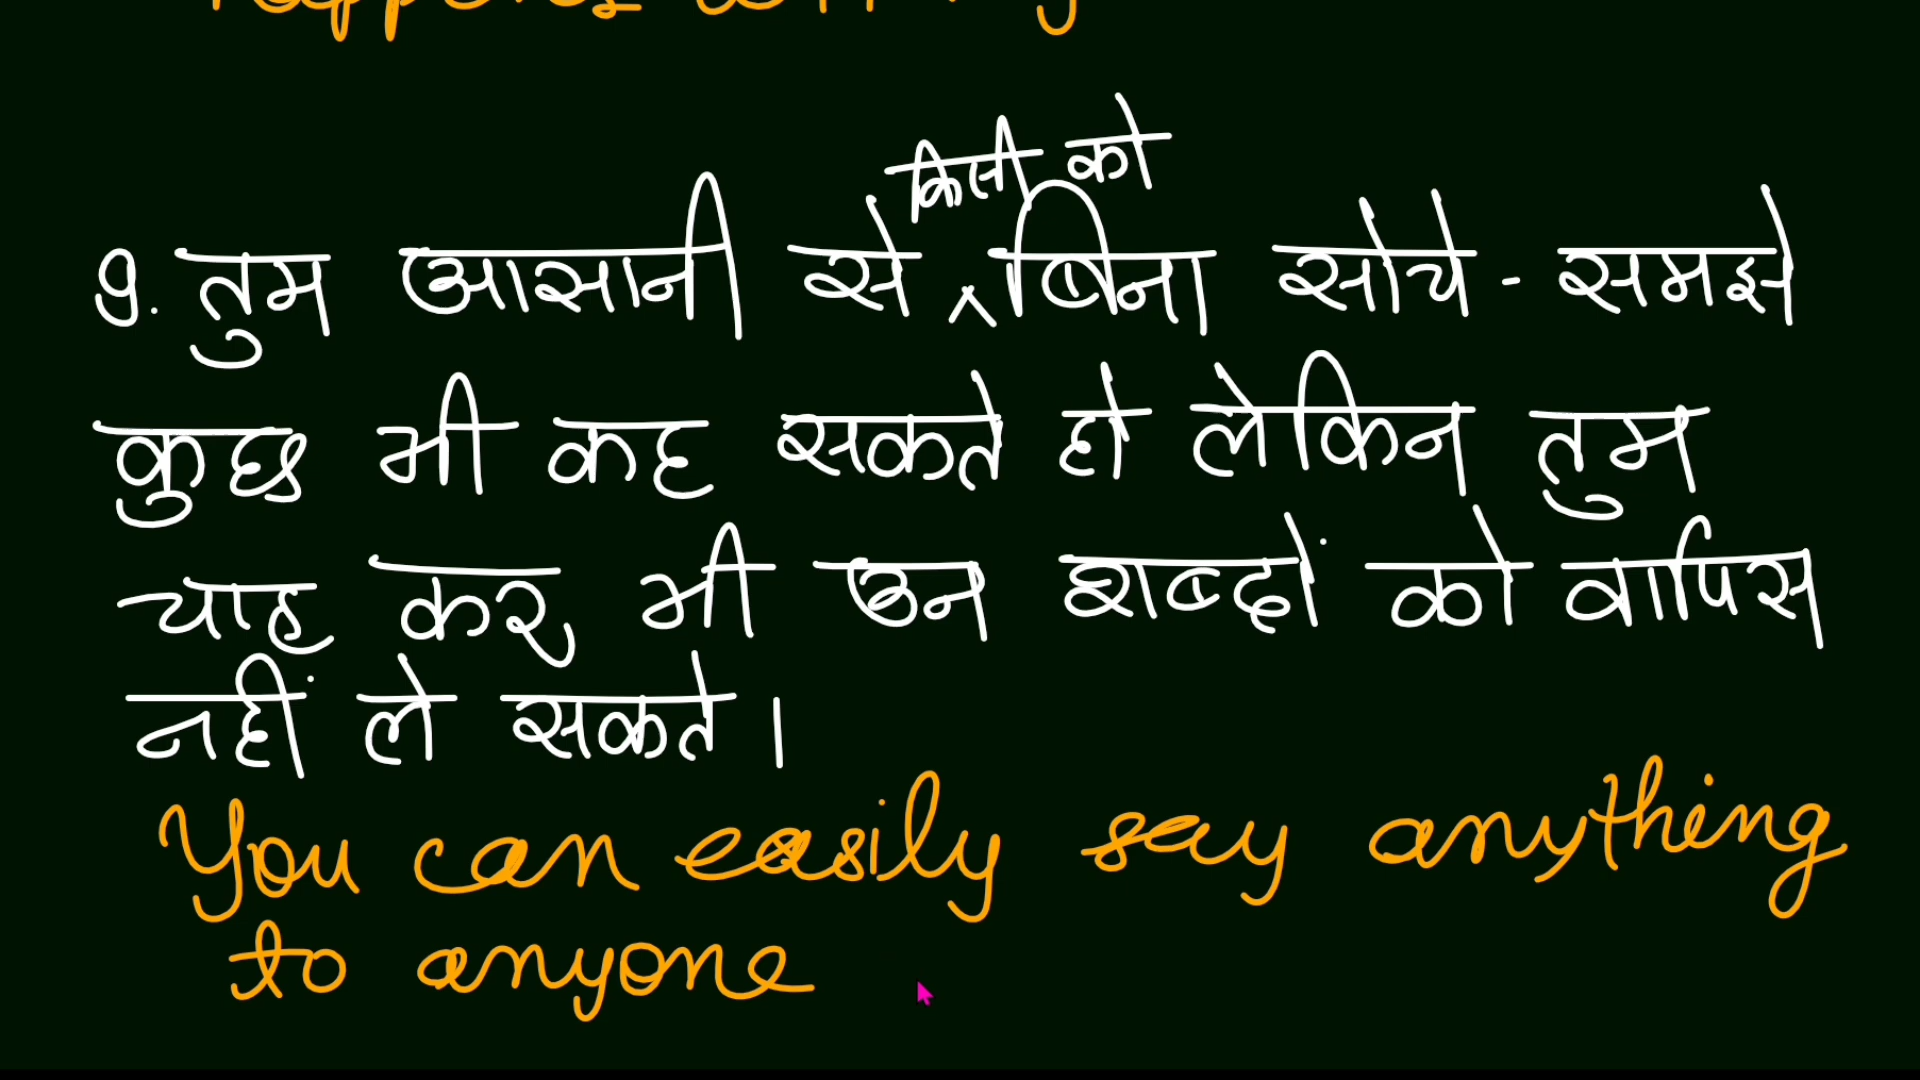 किसी को
9. तुम आसानी से ^ बिना सोचे - समझे
कुछ भी कह सकते हो लेकिन तुम
चाह कर भी उन शब्दों को वापिस
नहीं ले सकते।
You can easily say anything
to anyone